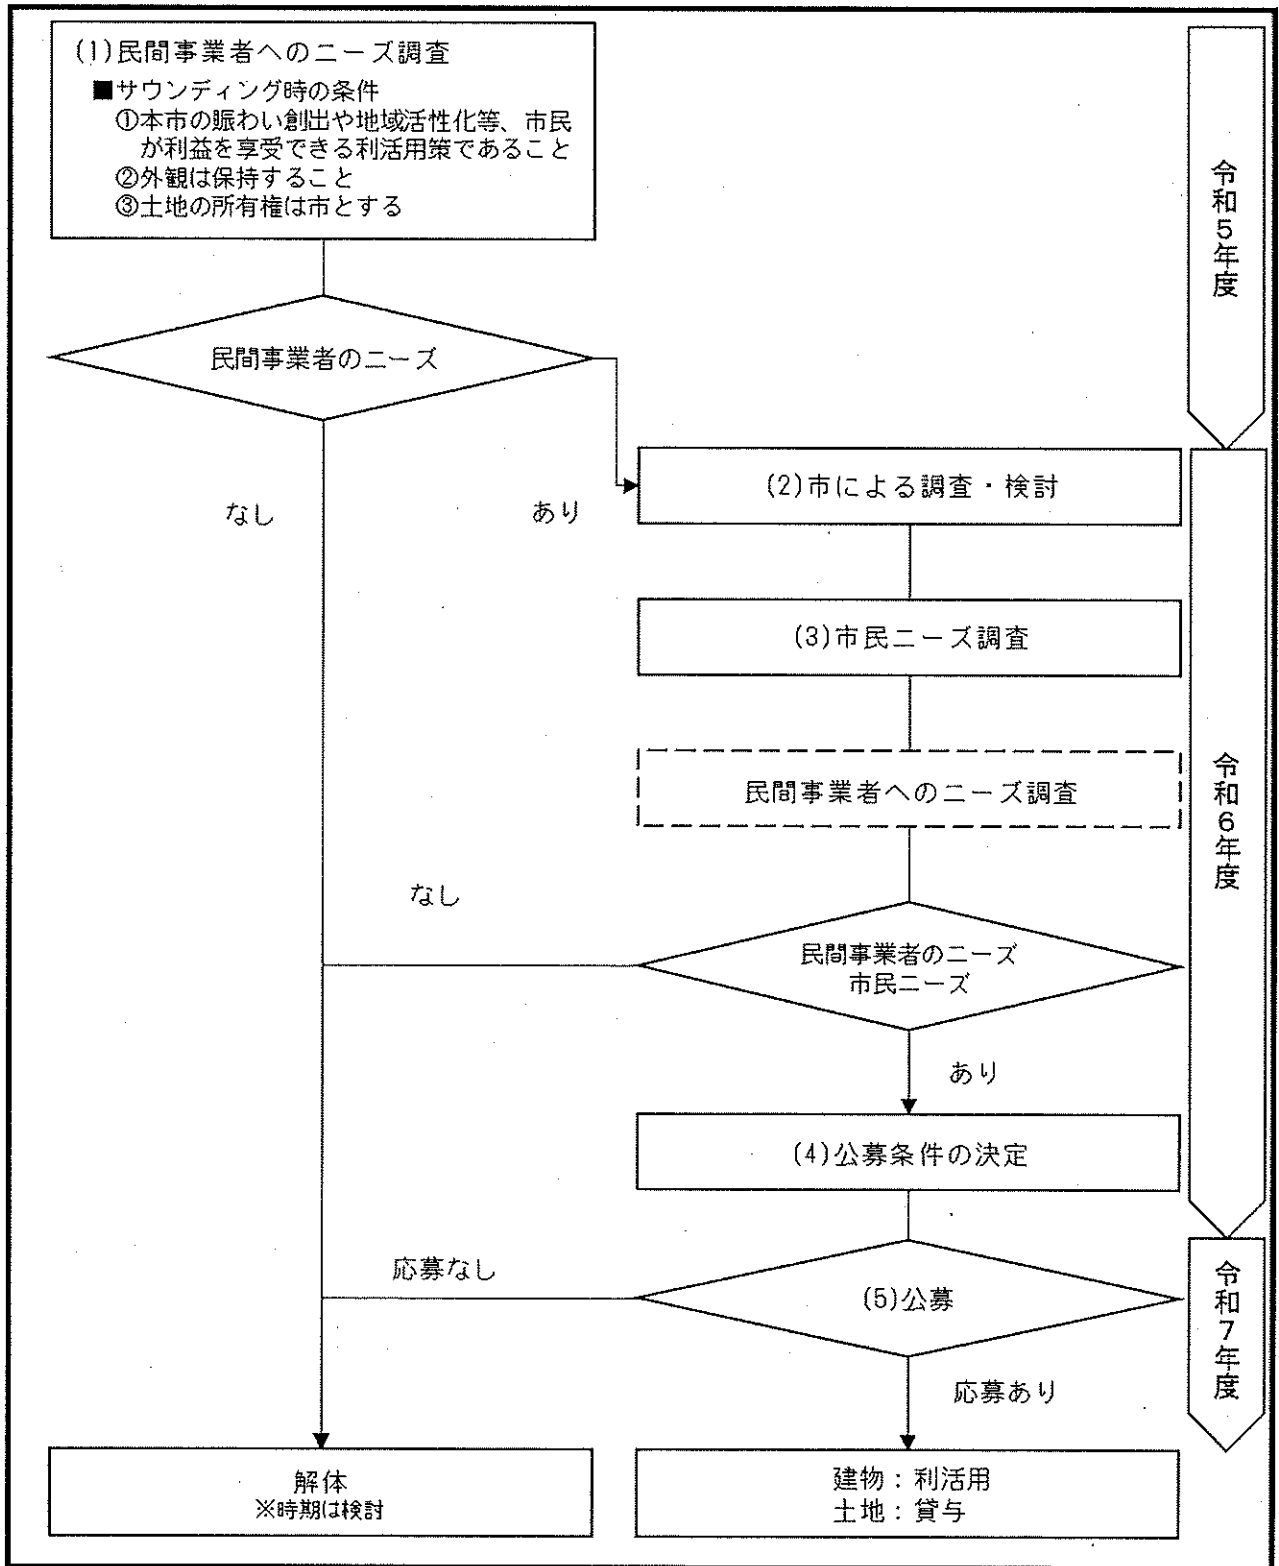 (1)民間事業者へのニーズ調査
■サウンディング時の条件
①本市の賑わい創出や地域活性化等、市民
が利益を享受できる利活用策であること
②外観は保持すること
③土地の所有権は市とする
令和5年度
民間事業者のニーズ
なし
あり
(2)市による調査・検討
(3)市民ニーズ調査
民間事業者へのニーズ調査
令和6年度
なし
民間事業者のニーズ
市民ニーズ
あり
(4)公募条件の決定
応募なし
(5)公募
令和7年度
応募あり
解体
※時期は検討
建物：利活用
土地：貸与